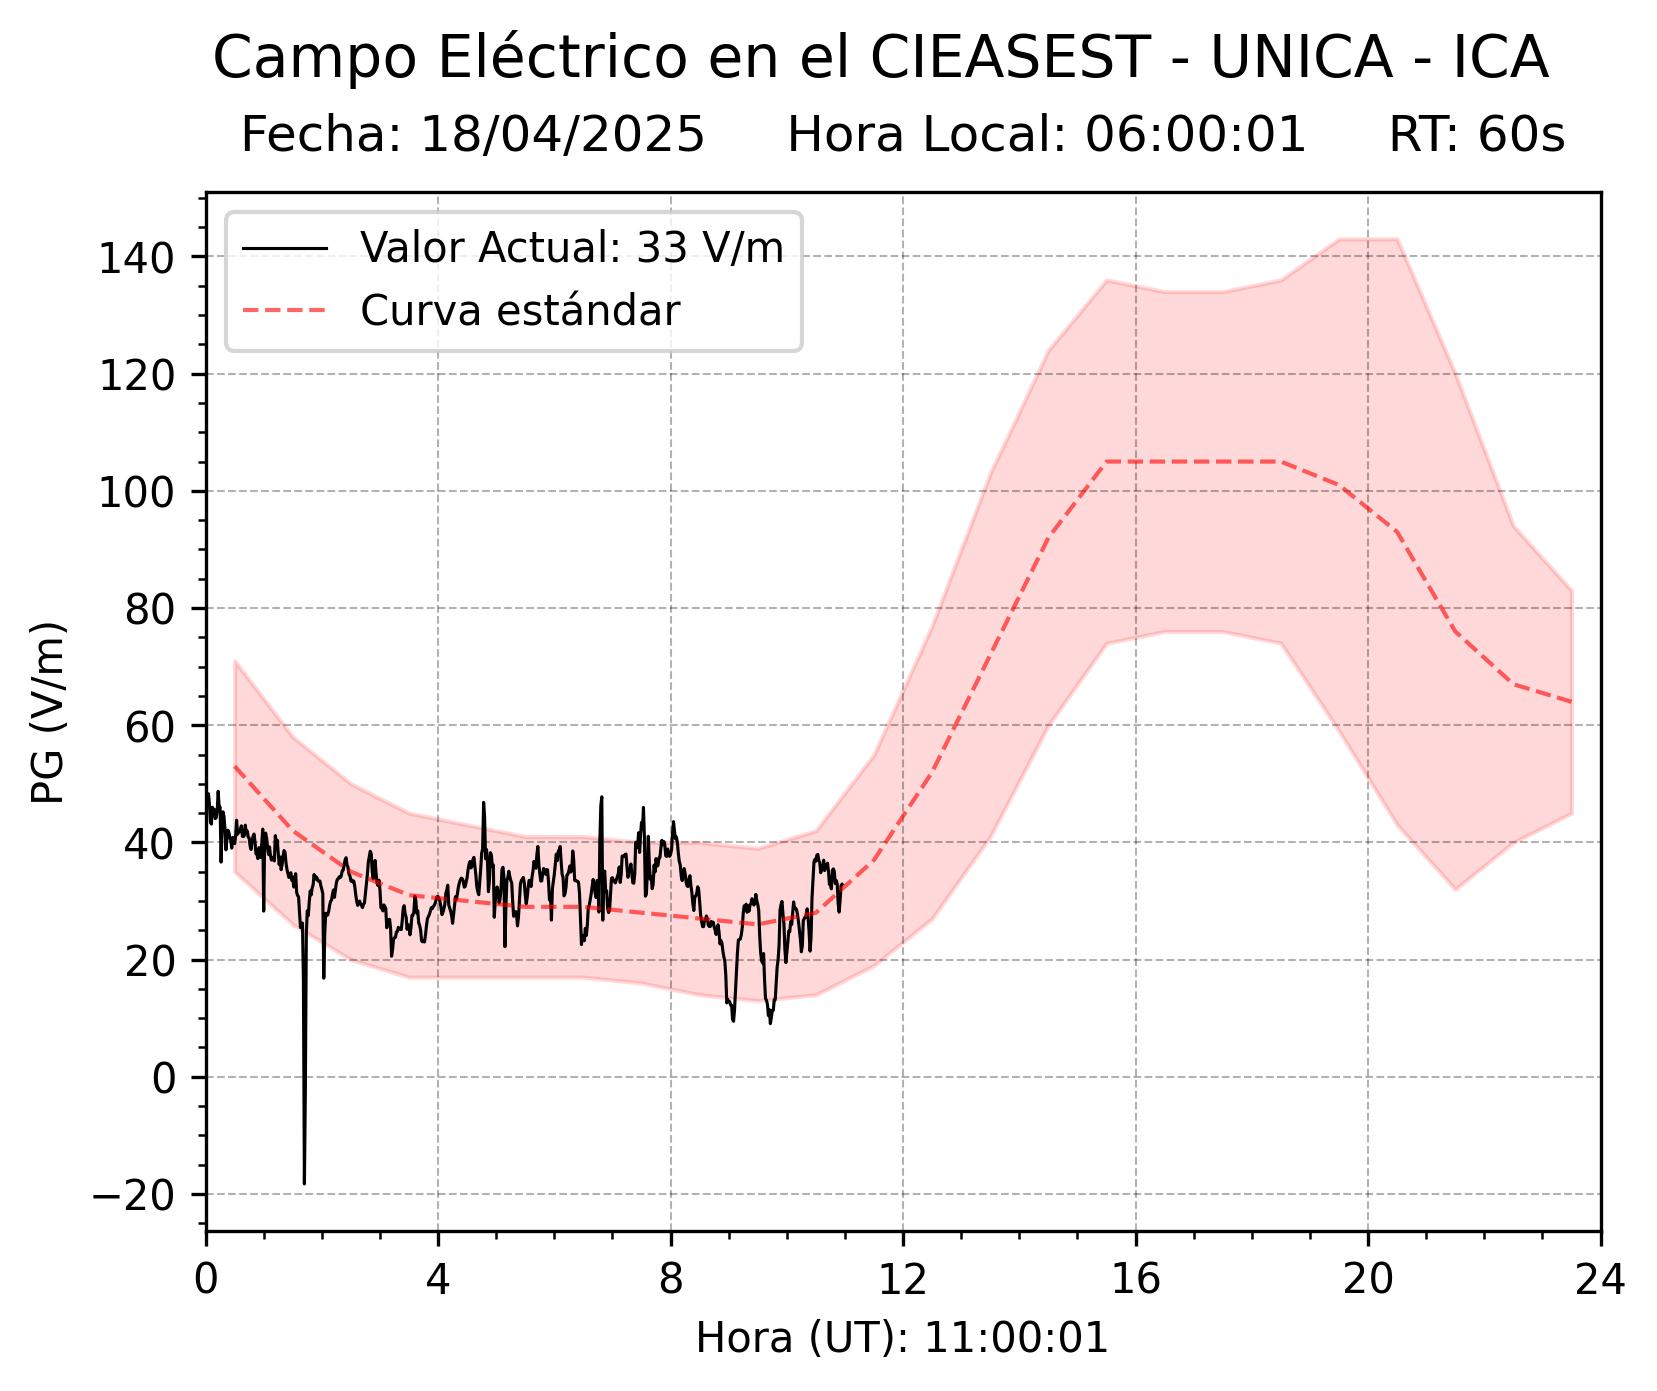 Campo Eléctrico en el CIEASEST - UNICA - ICA
Fecha: 18/04/2025 Hora Local: 06:00:01 RT: 60s
Valor Actual: 33 V/m
Curva estándar
PG (V/m)
140
120
100
80
60
40
20
0
−20
0 4 8 12 16 20 24
Hora (UT): 11:00:01